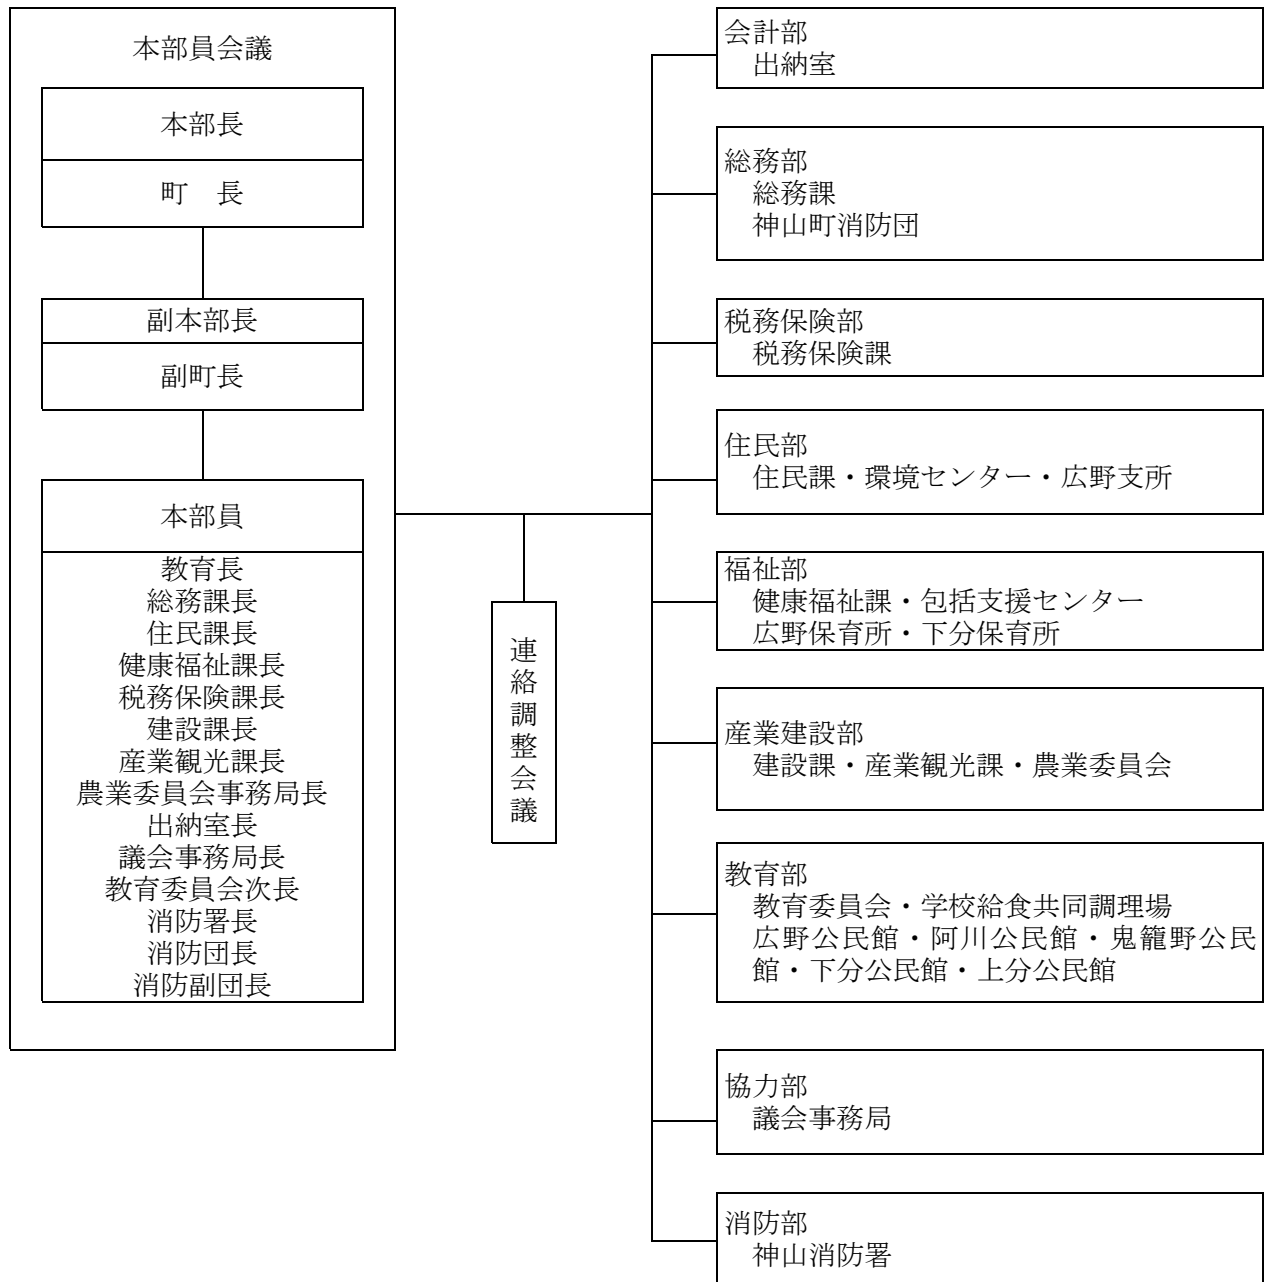 本部員会議
本部長
町　長
副本部長
副町長
本部員
教育長
総務課長
住民課長
健康福祉課長
税務保険課長
建設課長
産業観光課長
農業委員会事務局長
出納室長
議会事務局長
教育委員会次長
消防署長
消防団長
消防副団長
連絡調整会議
会計部
出納室
総務部
総務課
神山町消防団
税務保険部
税務保険課
住民部
住民課・環境センター・広野支所
福祉部
健康福祉課・包括支援センター
広野保育所・下分保育所
産業建設部
建設課・産業観光課・農業委員会
教育部
教育委員会・学校給食共同調理場
広野公民館・阿川公民館・鬼籠野公民
館・下分公民館・上分公民館
協力部
議会事務局
消防部
神山消防署